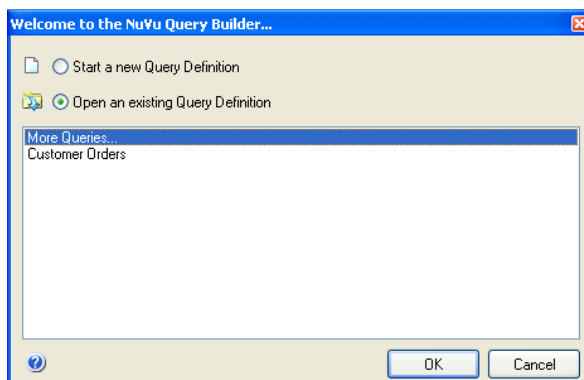 Welcome to the NuVu Query Builder...
Start a new Query Definition
Open an existing Query Definition
More Queries...
Customer Orders
OK
Cancel